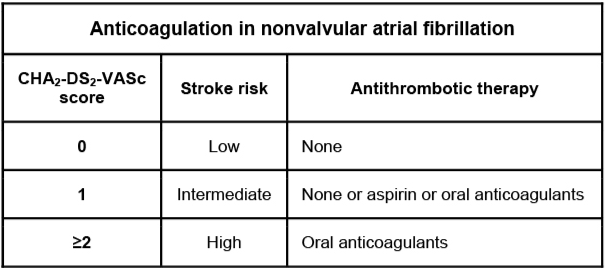 Anticoagulation in nonvalvular atrial fibrillation
CHA₂-DS₂-VASc
score
Stroke risk
Antithrombotic therapy
0
Low
None
1
Intermediate
None or aspirin or oral anticoagulants
≥2
High
Oral anticoagulants